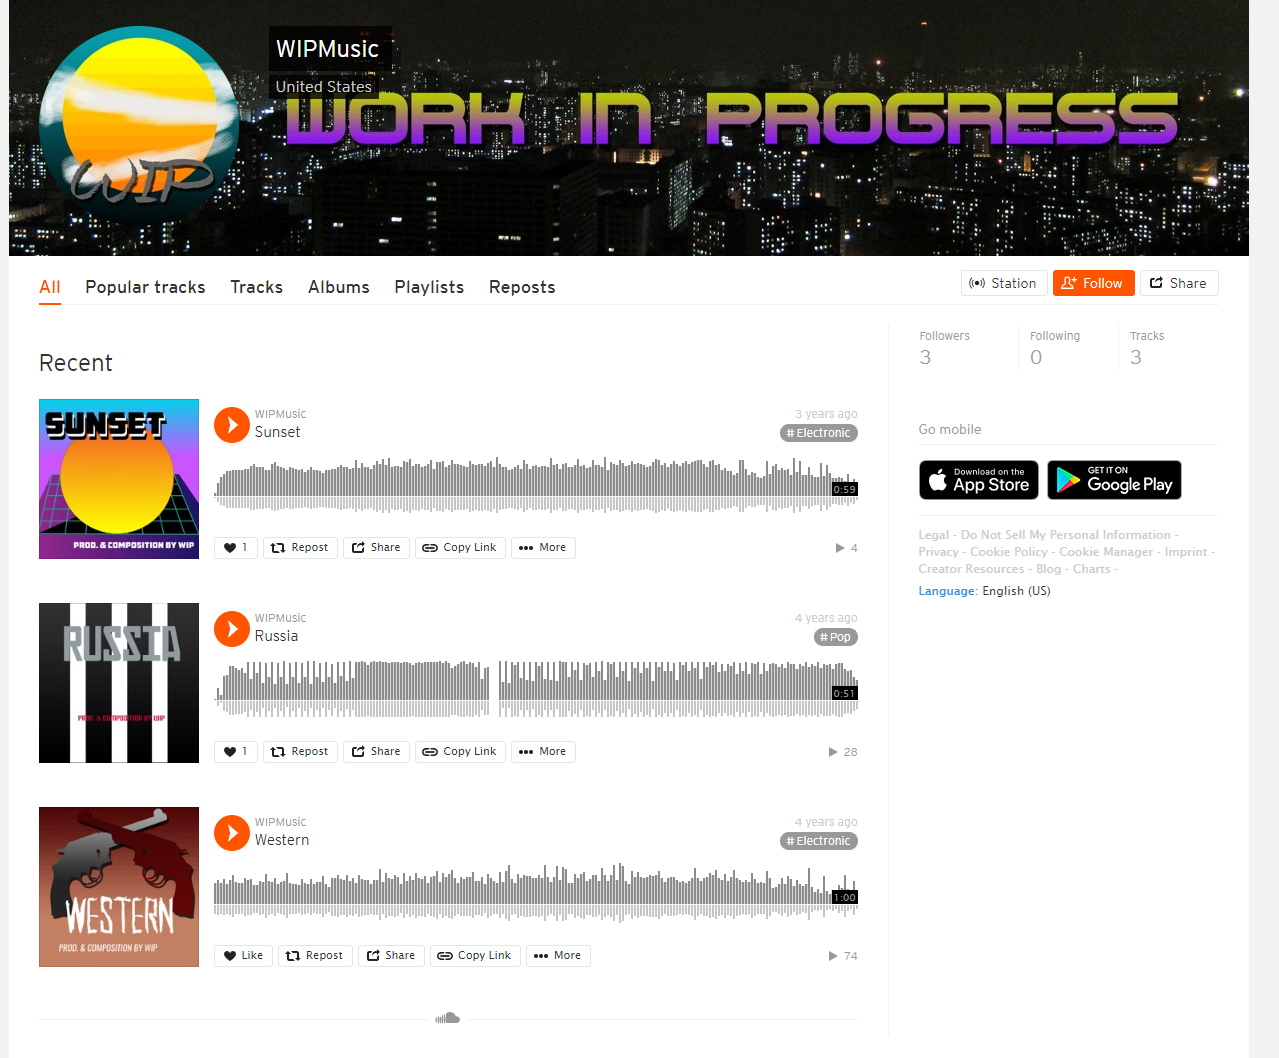 WIPMusic
United States
WORK IN PROGRESS
WIP
All
Popular tracks
Tracks
Albums
Playlists
Reposts
Station
Follow
Share
Followers
3
Following
0
Tracks
3
Recent
SUNSET
PROD. & COMPOSITION BY WIP
WIPMusic
Sunset
3 years ago
# Electronic
0:59
1
Repost
Share
Copy Link
More
4
RUSSIA
PROD. & COMPOSITION BY WIP
WIPMusic
Russia
4 years ago
# Pop
0:51
1
Repost
Share
Copy Link
More
28
WESTERN
PROD. & COMPOSITION BY WIP
WIPMusic
Western
4 years ago
# Electronic
1:00
Like
Repost
Share
Copy Link
More
74
Go mobile
Download on the
App Store
GET IT ON
Google Play
Legal - Do Not Sell My Personal Information -
Privacy - Cookie Policy - Cookie Manager - Imprint -
Creator Resources - Blog - Charts -
Language: English (US)